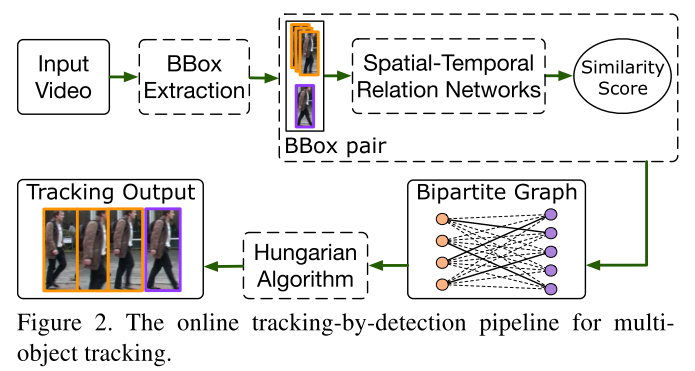 Input
Video
BBox
Extraction
BBox pair
Spatial-Temporal
Relation Networks
Similarity
Score
Bipartite Graph
Hungarian
Algorithm
Tracking Output
Figure 2. The online tracking-by-detection pipeline for multi-
object tracking.